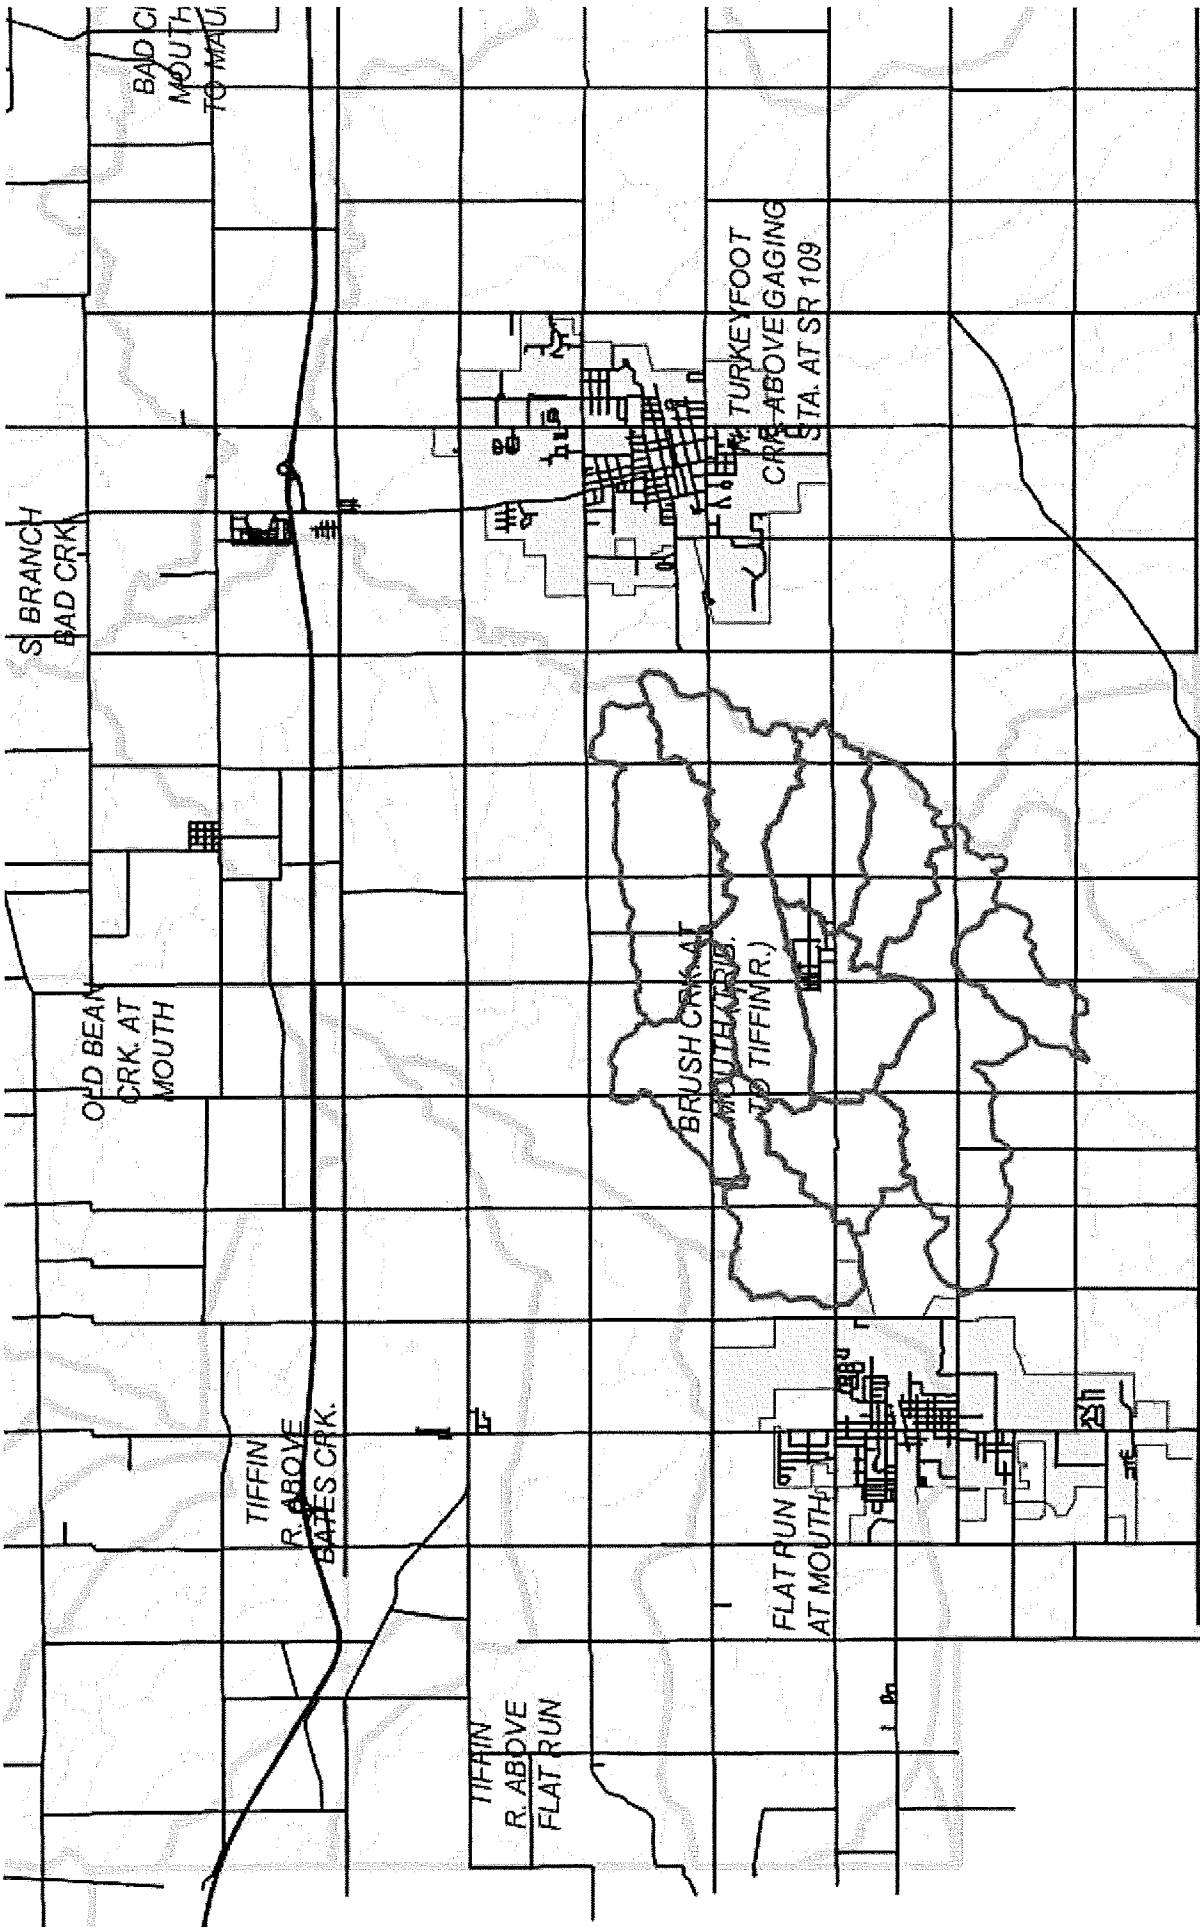 BAD
MOUTH
TO
S. BRANCH
BAD CRK.
TURKEYFOOT
CRK. ABOVE GAGING
STA. AT SR 109
OLD BEAN
CRK. AT
MOUTH
BRUSH CRK. AT
MOUTH (TRIB.
TO TIFFIN R.)
TIFFIN
R. ABOVE
BATES CRK.
FLAT RUN
AT MOUTH
TIFFIN
R. ABOVE
FLAT RUN